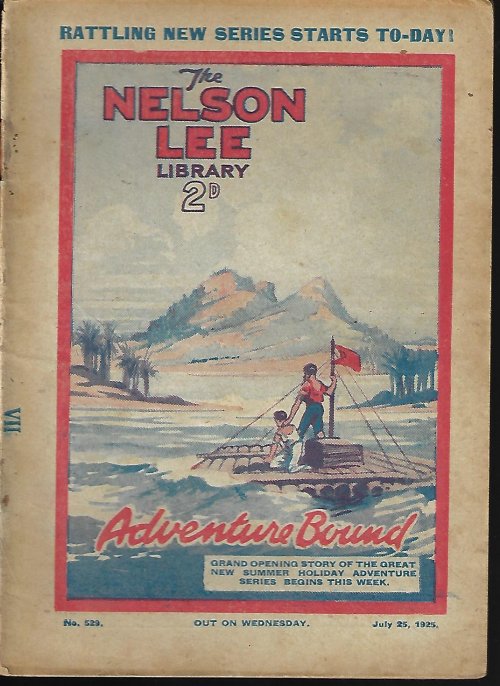 RATTLING NEW SERIES STARTS TO-DAY!
The
NELSON
LEE
LIBRARY
2D
VII
Adventure Bound
GRAND OPENING STORY OF THE GREAT
NEW SUMMER HOLIDAY ADVENTURE
SERIES BEGINS THIS WEEK.
No. 529.
OUT ON WEDNESDAY.
July 25, 1925.